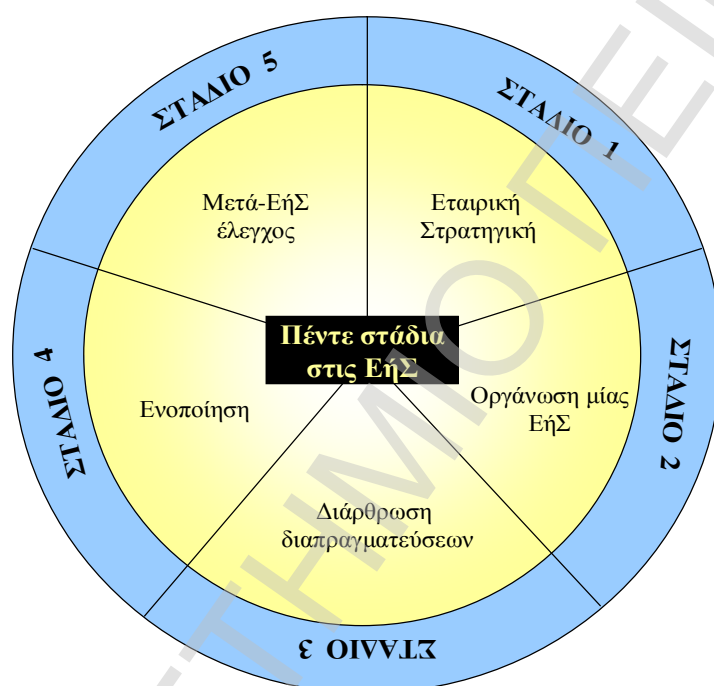 ΣΤΑΔΙΟ 1
Εταιρική
Στρατηγική
ΣΤΑΔΙΟ 2
Οργάνωση μίας
ΕήΣ
ΣΤΑΔΙΟ 3
Διάρθρωση
διαπραγματεύσεων
ΣΤΑΔΙΟ 4
Ενοποίηση
ΣΤΑΔΙΟ 5
Μετά-ΕήΣ
έλεγχος
Πέντε στάδια
στις ΕήΣ